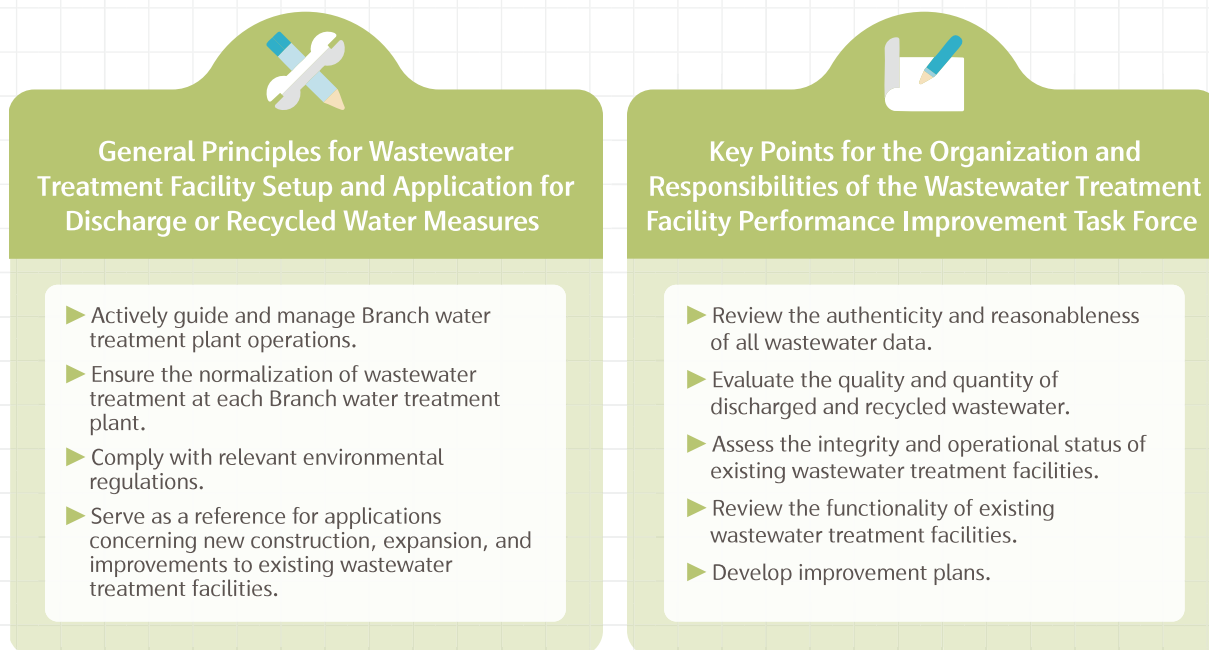 General Principles for Wastewater
Treatment Facility Setup and Application for
Discharge or Recycled Water Measures
▶ Actively guide and manage Branch water
treatment plant operations.
▶ Ensure the normalization of wastewater
treatment at each Branch water treatment
plant.
▶ Comply with relevant environmental
regulations.
▶ Serve as a reference for applications
concerning new construction, expansion, and
improvements to existing wastewater
treatment facilities.
Key Points for the Organization and
Responsibilities of the Wastewater Treatment
Facility Performance Improvement Task Force
▶ Review the authenticity and reasonableness
of all wastewater data.
▶ Evaluate the quality and quantity of
discharged and recycled wastewater.
▶ Assess the integrity and operational status of
existing wastewater treatment facilities.
▶ Review the functionality of existing
wastewater treatment facilities.
▶ Develop improvement plans.